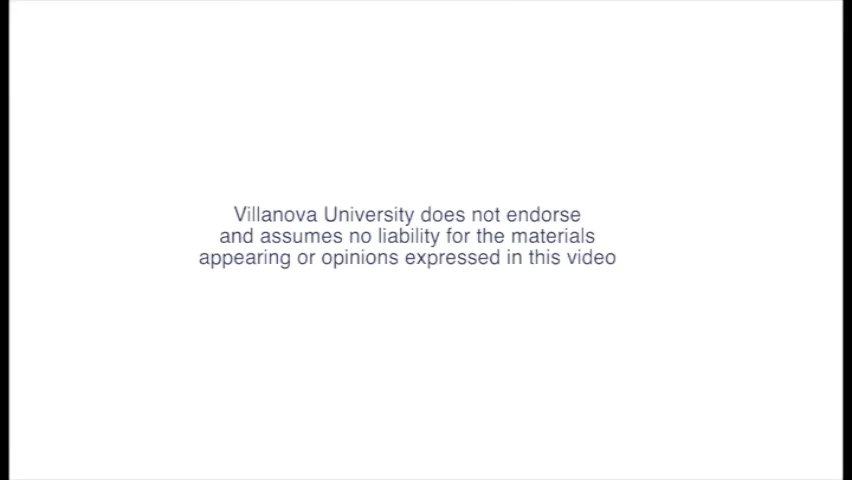 Villanova University does not endorse
and assumes no liability for the materials
appearing or opinions expressed in this video